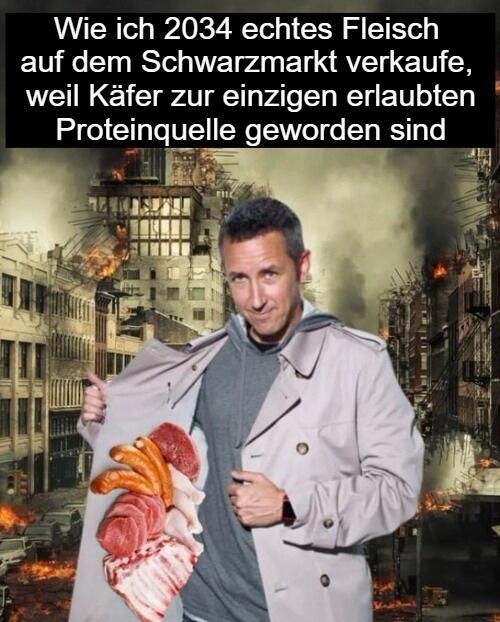 Wie ich 2034 echtes Fleisch
auf dem Schwarzmarkt verkaufe,
weil Käfer zur einzigen erlaubten
Proteinquelle geworden sind